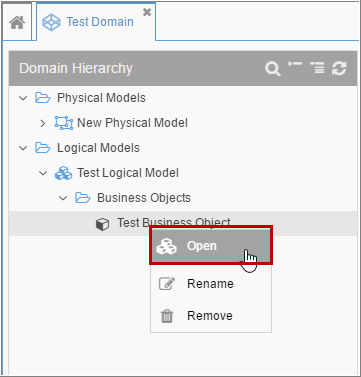 Test Domain
Domain Hierarchy
Physical Models
New Physical Model
Logical Models
Test Logical Model
Business Objects
Test Business Object
Open
Rename
Remove